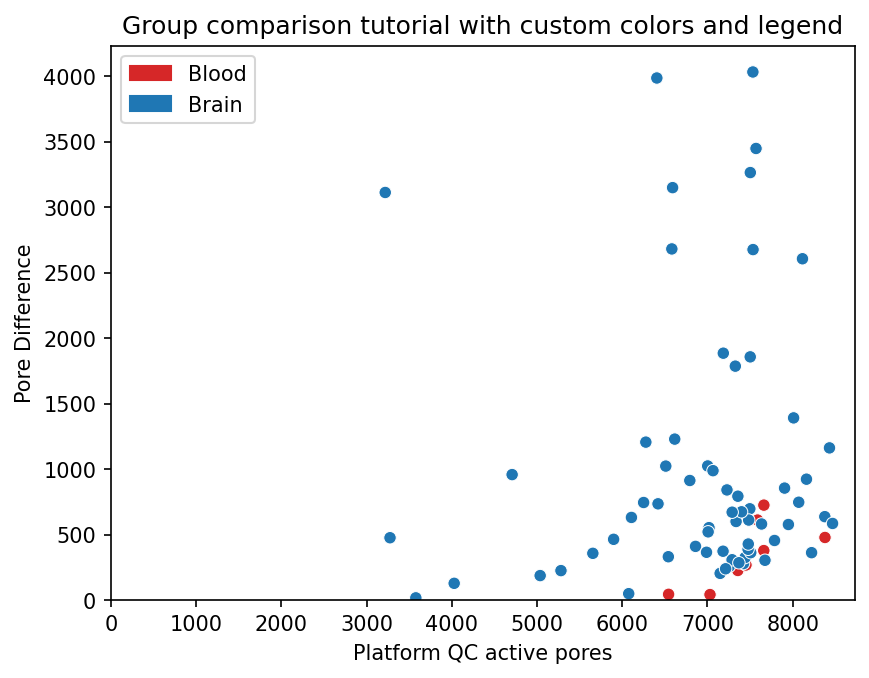 Group comparison tutorial with custom colors and legend
Blood
Brain
Pore Difference
4000
3500
3000
2500
2000
1500
1000
500
0
0 1000 2000 3000 4000 5000 6000 7000 8000
Platform QC active pores